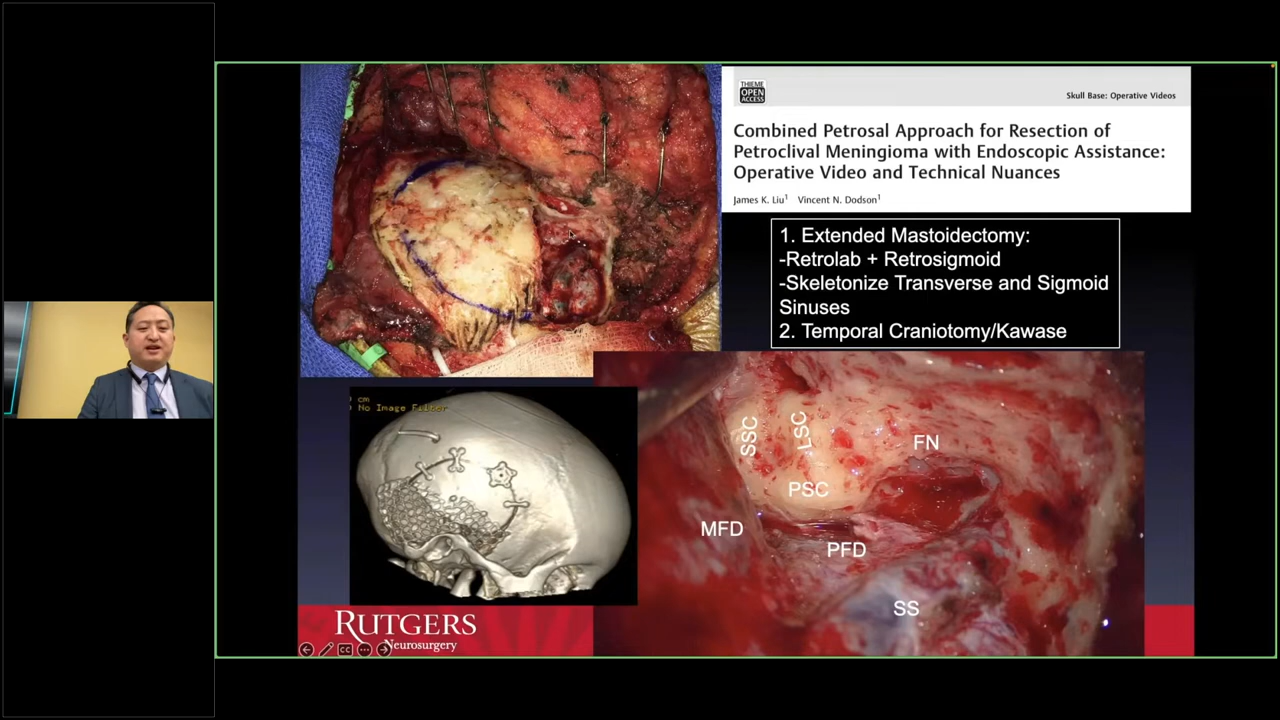 THIEME
OPEN
ACCESS
Skull Base: Operative Videos
Combined Petrosal Approach for Resection of
Petroclival Meningioma with Endoscopic Assistance:
Operative Video and Technical Nuances
James K. Liu1 Vincent N. Dodson1
1. Extended Mastoidectomy:
-Retrolab + Retrosigmoid
-Skeletonize Transverse and Sigmoid
Sinuses
2. Temporal Craniotomy/Kawase
cm
No Image Filter
SSC
LSC
FN
PSC
MFD
PFD
SS
RUTGERS
Neurosurgery
CC